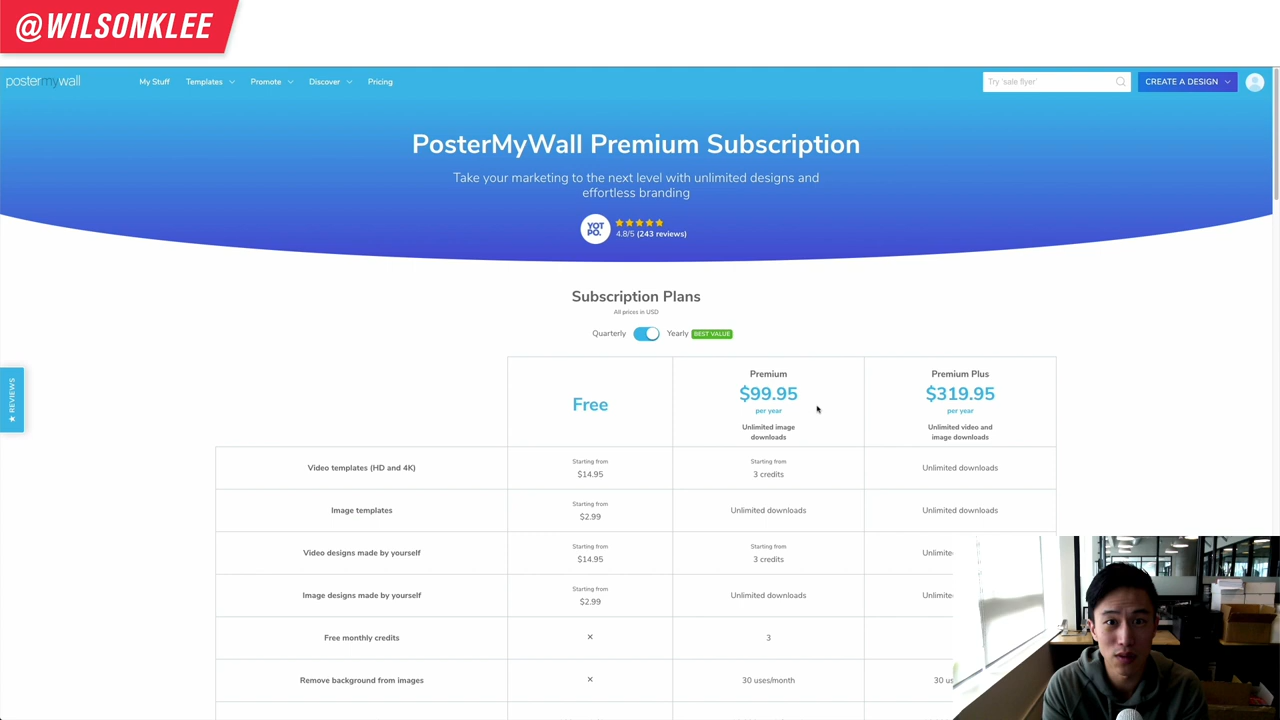 @WILSONKLEE
postermywall
My Stuff Templates Promote Discover Pricing
Try 'sale flyer'
CREATE A DESIGN
PosterMyWall Premium Subscription
Take your marketing to the next level with unlimited designs and
effortless branding
YOT
PO.
4.8/5 (243 reviews)
Subscription Plans
All prices in USD
Quarterly Yearly BEST VALUE
★ REVIEWS
Free
Premium
$99.95
per year
Unlimited image
downloads
Premium Plus
$319.95
per year
Unlimited video and
image downloads
Video templates (HD and 4K)
Starting from
$14.95
Starting from
3 credits
Unlimited downloads
Image templates
Starting from
$2.99
Unlimited downloads
Unlimited downloads
Video designs made by yourself
Starting from
$14.95
Starting from
3 credits
Unlimite
Image designs made by yourself
Starting from
$2.99
Unlimited downloads
Unlimite
Free monthly credits
×
3
Remove background from images
×
30 uses/month
30 us